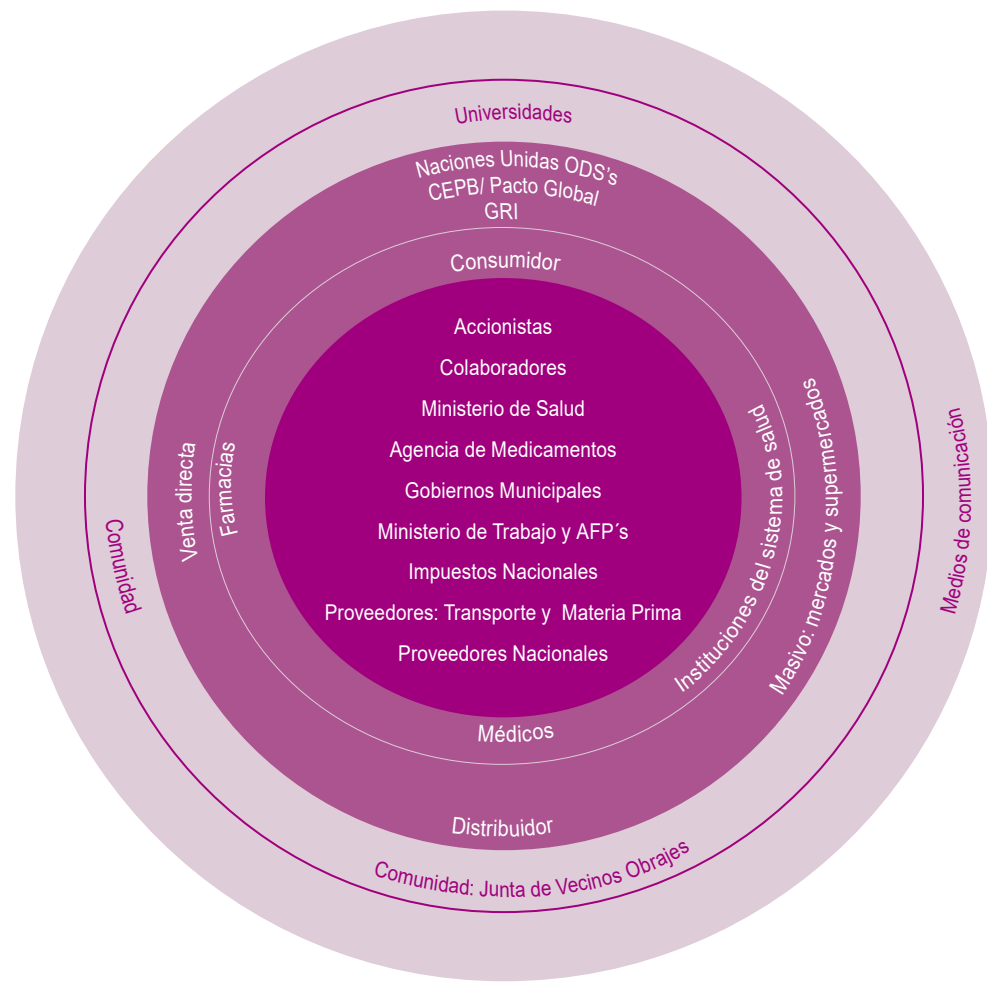 Universidades
Naciones Unidas ODS's
CEPB/ Pacto Global
GRI
Consumidor
Accionistas
Colaboradores
Ministerio de Salud
Agencia de Medicamentos
Gobiernos Municipales
Ministerio de Trabajo y AFP´s
Impuestos Nacionales
Proveedores: Transporte y Materia Prima
Proveedores Nacionales
Comunidad
Venta directa
Farmacias
Instituciones del sistema de salud
Masivo: mercados y supermercados
Medios de comunicación
Médicos
Distribuidor
Comunidad: Junta de Vecinos Obrajes